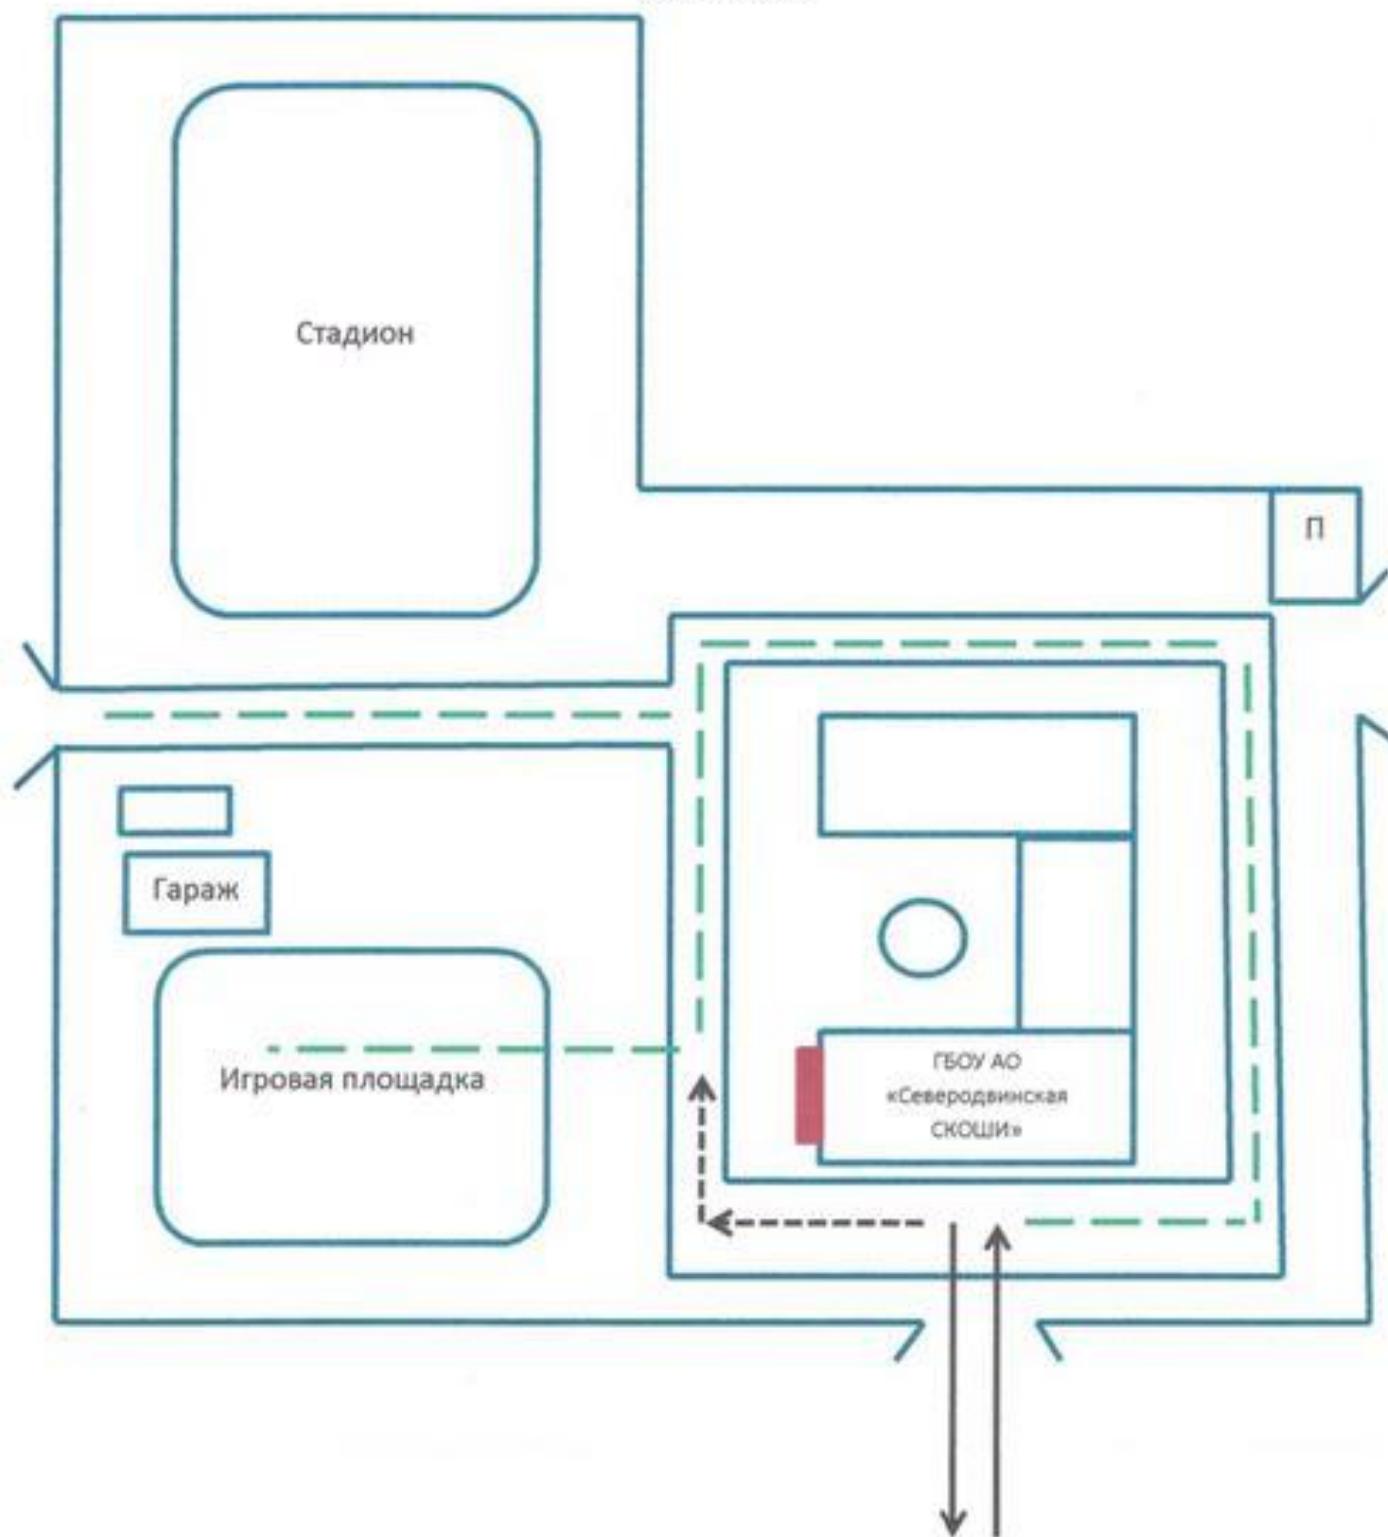 Стадион
П
Гараж
Игровая площадка
ГБОУ АО
«Северодвинская
СКОШИ»